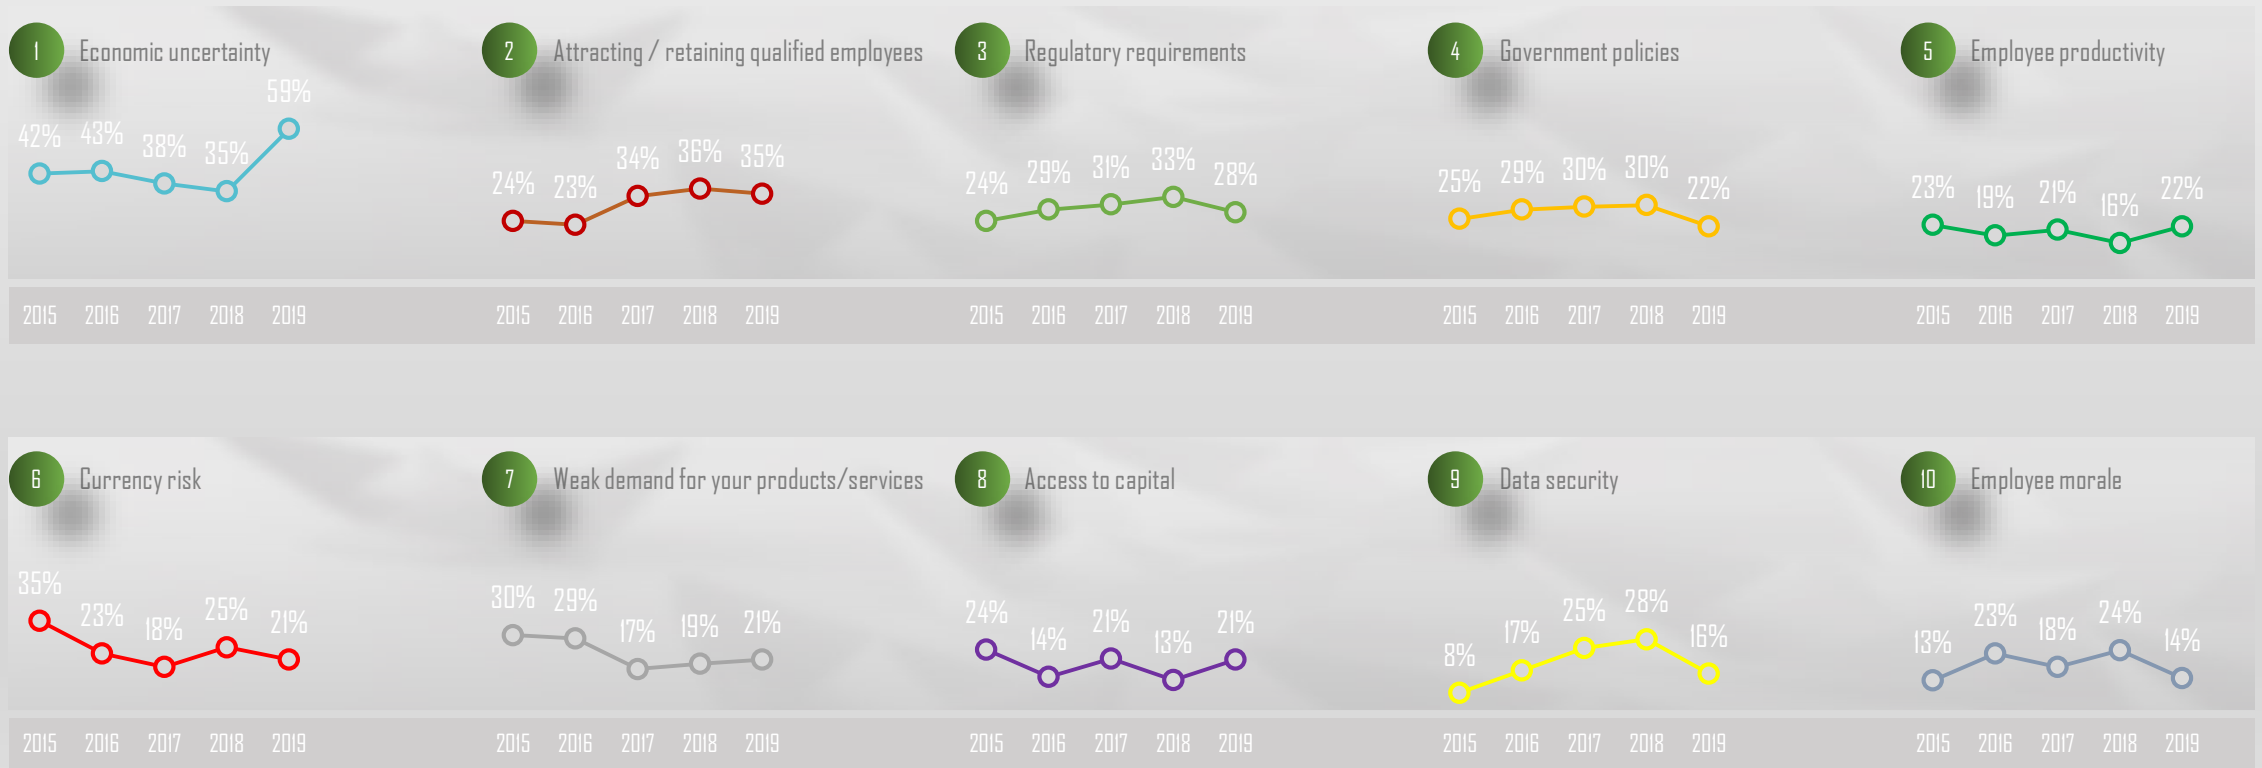 1 Economic uncertainty
59%
42% 43% 38% 35%
2015 2016 2017 2018 2019
2 Attracting / retaining qualified employees
24% 23% 34% 36% 35%
2015 2016 2017 2018 2019
3 Regulatory requirements
24% 29% 31% 33% 28%
2015 2016 2017 2018 2019
4 Government policies
25% 29% 30% 30% 22%
2015 2016 2017 2018 2019
5 Employee productivity
23% 19% 21% 16% 22%
2015 2016 2017 2018 2019
6 Currency risk
35% 23% 18% 25% 21%
2015 2016 2017 2018 2019
7 Weak demand for your products/services
30% 29% 17% 19% 21%
2015 2016 2017 2018 2019
8 Access to capital
24% 14% 21% 13% 21%
2015 2016 2017 2018 2019
9 Data security
8% 17% 25% 28% 16%
2015 2016 2017 2018 2019
10 Employee morale
13% 23% 18% 24% 14%
2015 2016 2017 2018 2019